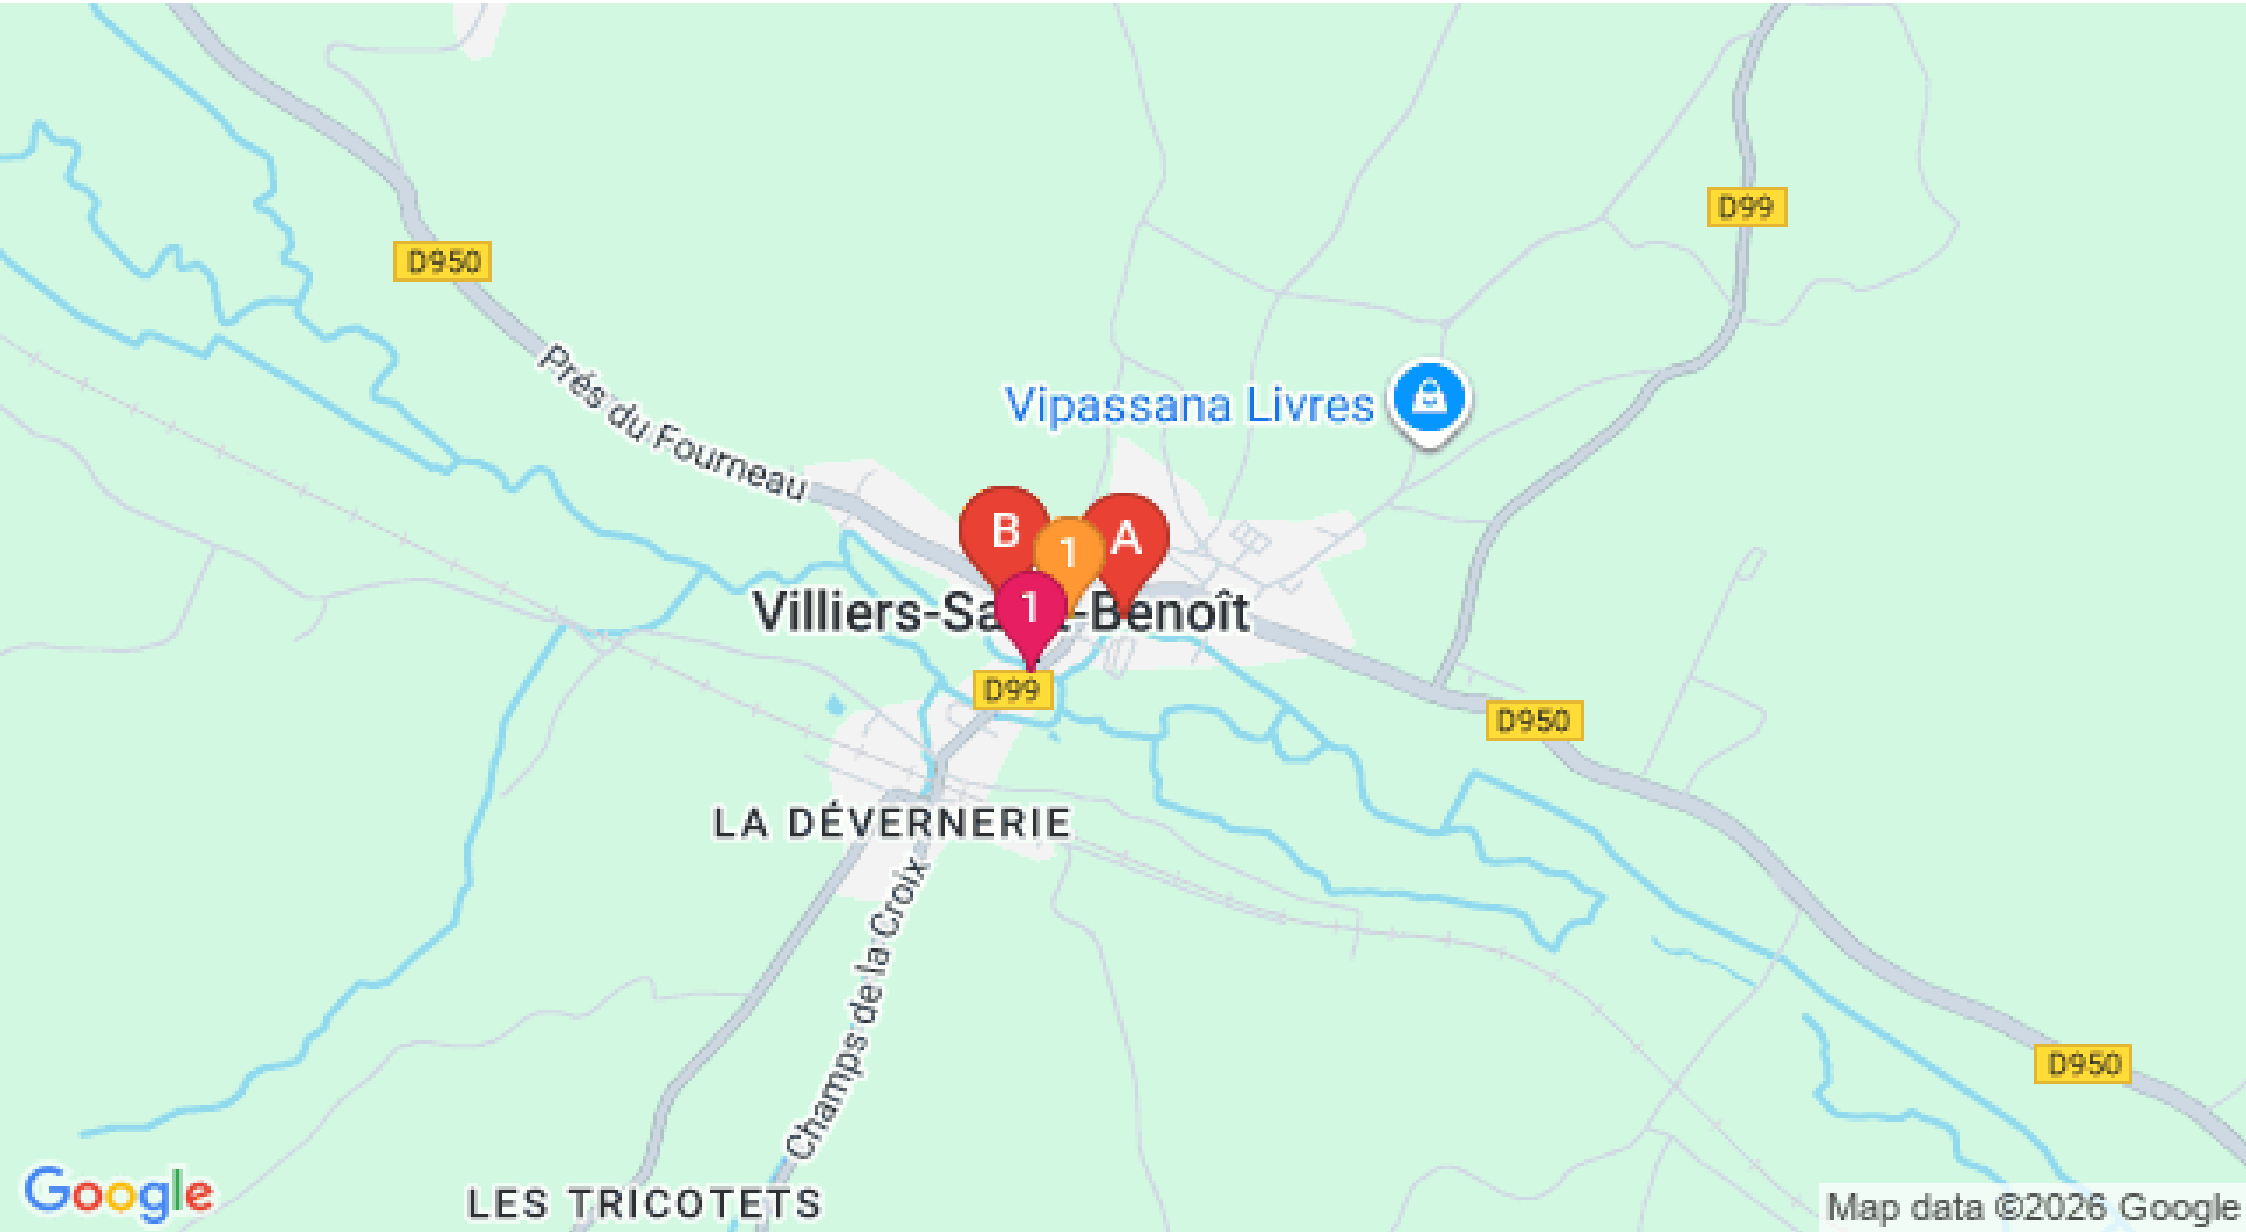 D99
D950
Prés du Fourneau
Vipassana Livres
B
1
A
1
Villiers-Sa -Benoît
D99
D950
LA DÉVERNERIE
Champs de la Croix
D950
LES TRICOTETS
Google
Map data ©2026 Google